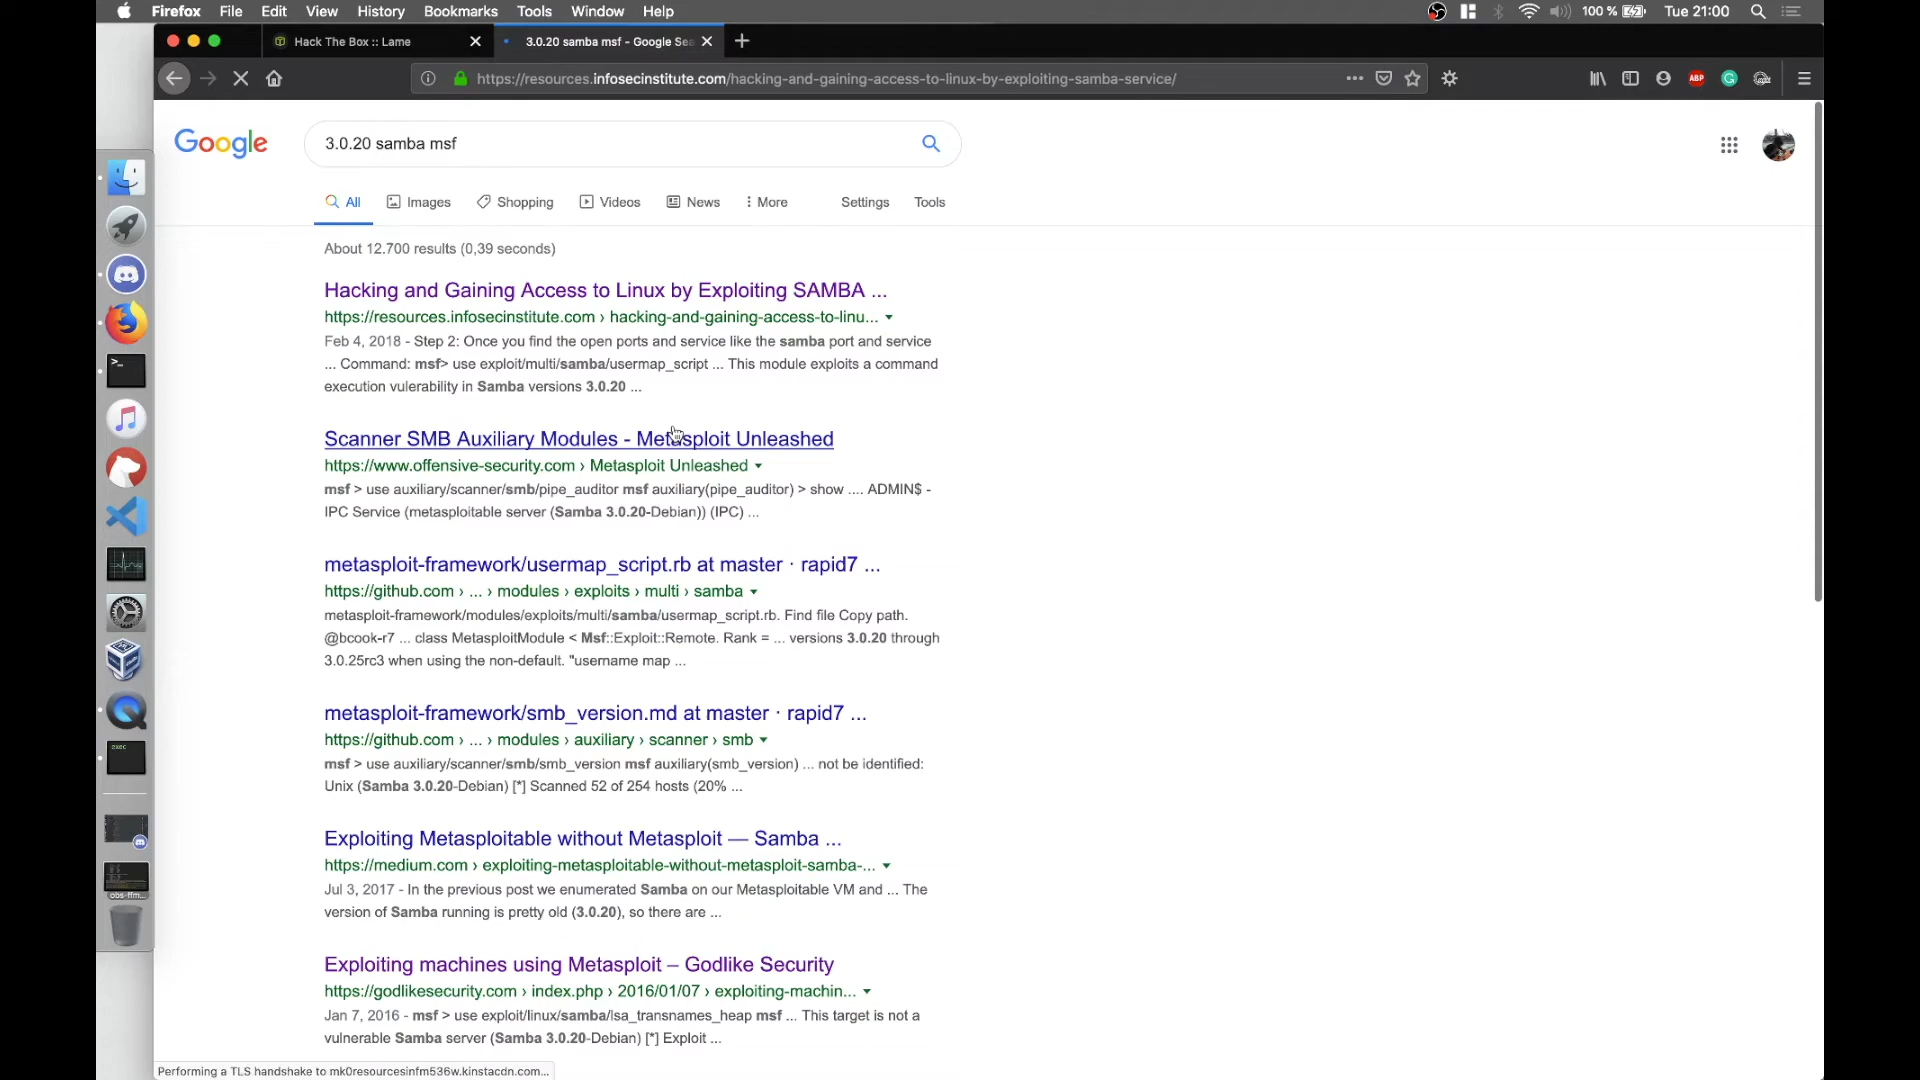 Firefox File Edit View History Bookmarks Tools Window Help
100 % Tue 21:00
Hack The Box :: Lame
3.0.20 samba msf - Google Sea
https://resources.infosecinstitute.com/hacking-and-gaining-access-to-linux-by-exploiting-samba-service/
ABP
Google
3.0.20 samba msf
All Images Shopping Videos News More Settings Tools
About 12.700 results (0,39 seconds)
Hacking and Gaining Access to Linux by Exploiting SAMBA ...
https://resources.infosecinstitute.com › hacking-and-gaining-access-to-linu...
Feb 4, 2018 - Step 2: Once you find the open ports and service like the samba port and service
... Command: msf> use exploit/multi/samba/usermap_script ... This module exploits a command
execution vulerability in Samba versions 3.0.20 ...
Scanner SMB Auxiliary Modules - Metasploit Unleashed
https://www.offensive-security.com › Metasploit Unleashed
msf > use auxiliary/scanner/smb/pipe_auditor msf auxiliary(pipe_auditor) > show .... ADMIN$ -
IPC Service (metasploitable server (Samba 3.0.20-Debian)) (IPC) ...
metasploit-framework/usermap_script.rb at master · rapid7 ...
https://github.com › ... › modules › exploits › multi › samba
metasploit-framework/modules/exploits/multi/samba/usermap_script.rb. Find file Copy path.
@bcook-r7 ... class MetasploitModule < Msf::Exploit::Remote. Rank = ... versions 3.0.20 through
3.0.25rc3 when using the non-default. "username map ...
metasploit-framework/smb_version.md at master · rapid7 ...
https://github.com › ... › modules › auxiliary › scanner › smb
msf > use auxiliary/scanner/smb/smb_version msf auxiliary(smb_version) ... not be identified:
Unix (Samba 3.0.20-Debian) [*] Scanned 52 of 254 hosts (20% ...
Exploiting Metasploitable without Metasploit — Samba ...
https://medium.com › exploiting-metasploitable-without-metasploit-samba-...
Jul 3, 2017 - In the previous post we enumerated Samba on our Metasploitable VM and ... The
version of Samba running is pretty old (3.0.20), so there are ...
Exploiting machines using Metasploit – Godlike Security
https://godlikesecurity.com › index.php › 2016/01/07 › exploiting-machin...
Jan 7, 2016 - msf > use exploit/linux/samba/lsa_transnames_heap msf ... This target is not a
vulnerable Samba server (Samba 3.0.20-Debian) [*] Exploit ...
Performing a TLS handshake to mk0resourcesinfm536w.kinstacdn.com...
exec
obs-ffm...